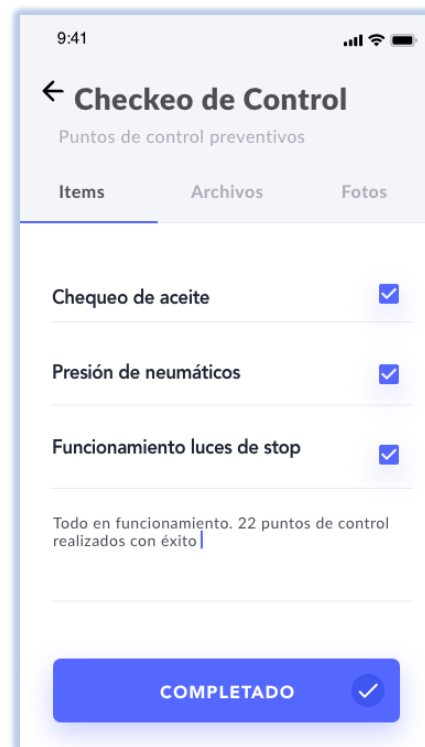 9:41
Checkeo de Control
Puntos de control preventivos
Items Archivos Fotos
Chequeo de aceite
Presión de neumáticos
Funcionamiento luces de stop
Todo en funcionamiento. 22 puntos de control
realizados con éxito
COMPLETADO